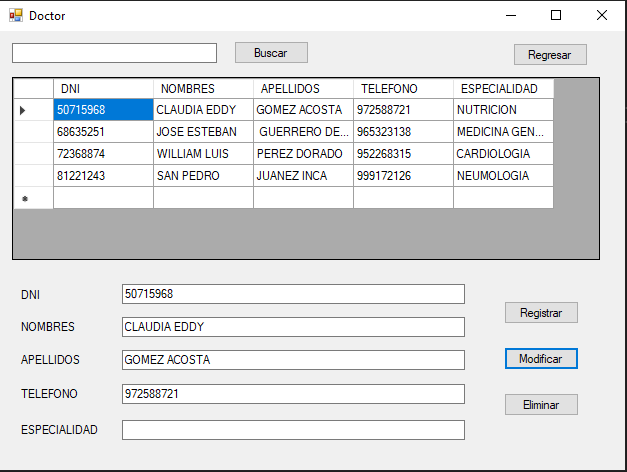 Doctor
Buscar Regresar
DNI NOMBRES APELLIDOS TELEFONO ESPECIALIDAD
50715968 CLAUDIA EDDY GOMEZ ACOSTA 972588721 NUTRICION
68635251 JOSE ESTEBAN GUERRERO DE... 965323138 MEDICINA GEN...
72368874 WILLIAM LUIS PEREZ DORADO 952268315 CARDIOLOGIA
81221243 SAN PEDRO JUANEZ INCA 999172126 NEUMOLOGIA
DNI 50715968
Registrar
NOMBRES CLAUDIA EDDY
APELLIDOS GOMEZ ACOSTA Modificar
TELEFONO 972588721
Eliminar
ESPECIALIDAD